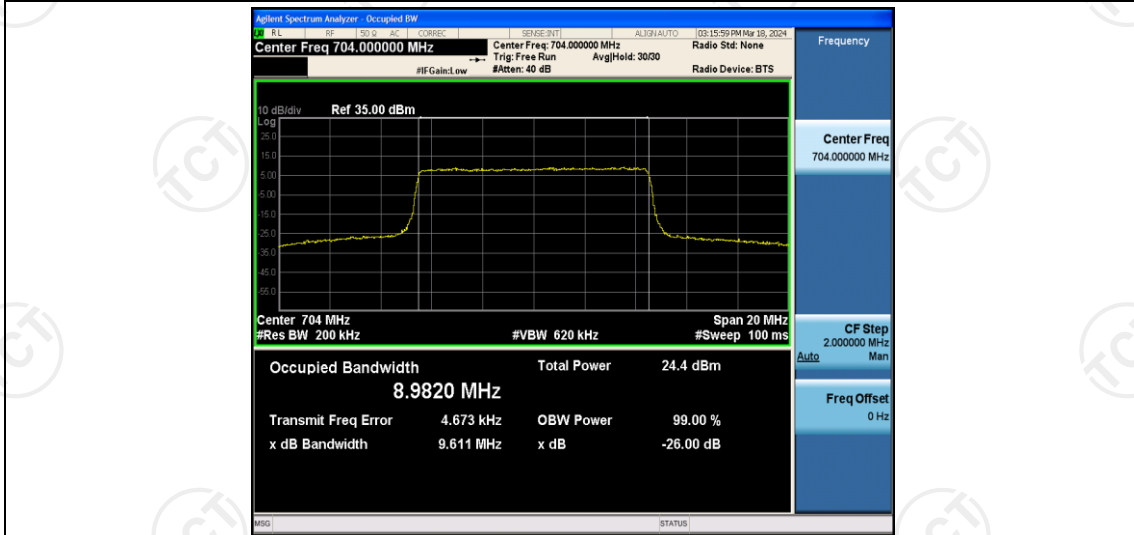 Agilent Spectrum Analyzer - Occupied BW
LXI RL RF 50 Ω AC CORREC SENSE:INT ALIGNAUTO 03:15:59 PM Mar 18, 2024
Center Freq 704.000000 MHz Center Freq: 704.000000 MHz Radio Std: None
Trig: Free Run Avg|Hold: 30/30
#IFGain:Low #Atten: 40 dB Radio Device: BTS
Frequency
10 dB/div Ref 35.00 dBm
Log
25.0
15.0
5.00
-5.00
-15.0
-25.0
-35.0
-45.0
-55.0
Center Freq
704.000000 MHz
Center 704 MHz Span 20 MHz
#Res BW 200 kHz #VBW 620 kHz #Sweep 100 ms
CF Step
2.000000 MHz
Auto Man
Occupied Bandwidth Total Power 24.4 dBm
8.9820 MHz
Transmit Freq Error 4.673 kHz OBW Power 99.00 %
x dB Bandwidth 9.611 MHz x dB -26.00 dB
Freq Offset
0 Hz
MSG STATUS
TCT
TCT